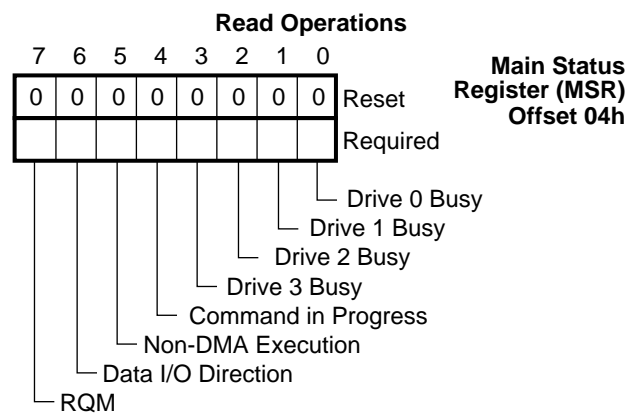 Read Operations
7 6 5 4 3 2 1 0
Main Status
Register (MSR)
Offset 04h
0 0 0 0 0 0 0 0 Reset
Required
Drive 0 Busy
Drive 1 Busy
Drive 2 Busy
Drive 3 Busy
Command in Progress
Non-DMA Execution
Data I/O Direction
RQM